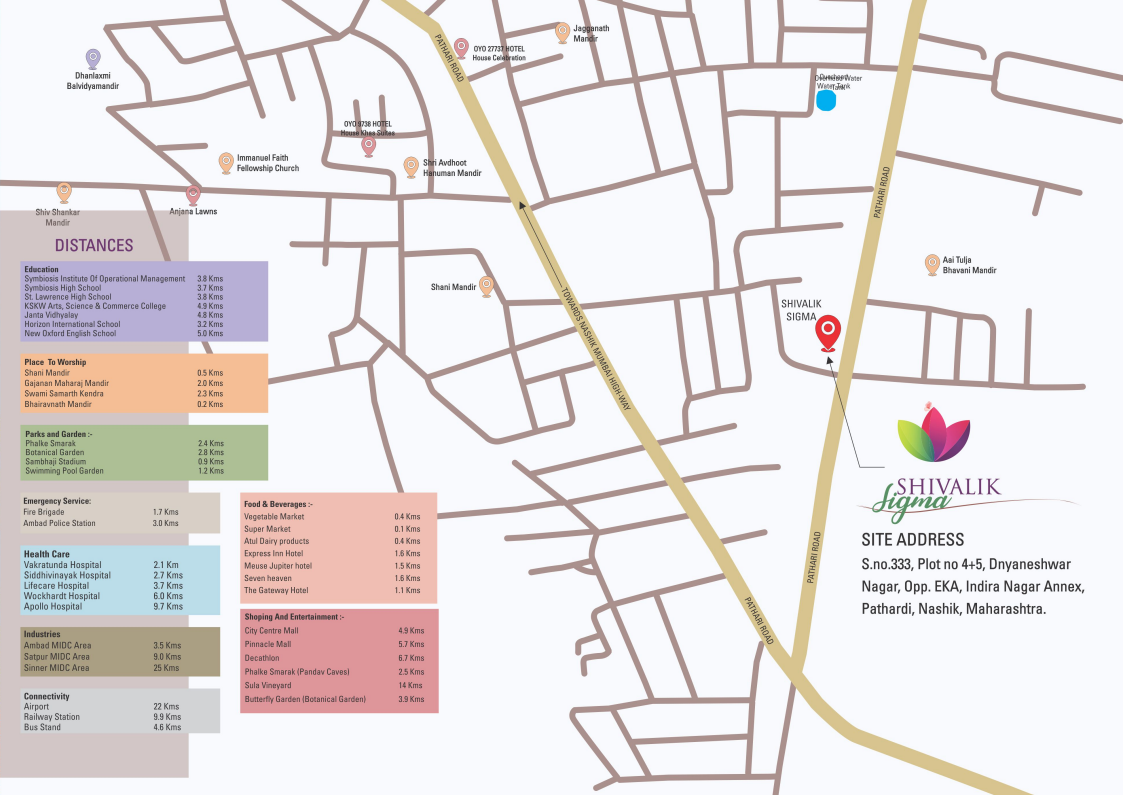 PATHARI ROAD
OYO 27737 HOTEL
House Celebration
Jagganath
Mandir
Dhanlaxmi
Balvidyamandir
Overhead Water
Tank
OYO 9738 HOTEL
House Khea Suites
Immanuel Faith
Fellowship Church
Shri Avdhoot
Hanuman Mandir
PATHARI ROAD
Shiv Shankar
Mandir
Anjana Lawns
Shani Mandir
Aai Tulja
Bhavani Mandir
TOWARDS NASHIK MUMBAI HIGH-WAY
SHIVALIK
SIGMA
DISTANCES
Education
Symbiosis Institute Of Operational Management 3.8 Kms
Symbiosis High School 3.7 Kms
St. Lawrence High School 3.8 Kms
KSKW Arts, Science & Commerce College 4.9 Kms
Janta Vidhyalay 4.8 Kms
Horizon International School 3.2 Kms
New Oxford English School 5.0 Kms
Place To Worship
Shani Mandir 0.5 Kms
Gajanan Maharaj Mandir 2.0 Kms
Swami Samarth Kendra 2.3 Kms
Bhairavnath Mandir 0.2 Kms
Parks and Garden :-
Phalke Smarak 2.4 Kms
Botanical Garden 2.8 Kms
Sambhaji Stadium 0.9 Kms
Swimming Pool Garden 1.2 Kms
Emergency Service:
Fire Brigade 1.7 Kms
Ambad Police Station 3.0 Kms
Health Care
Vakratunda Hospital 2.1 Km
Siddhivinayak Hospital 2.7 Kms
Lifecare Hospital 3.7 Kms
Wockhardt Hospital 6.0 Kms
Apollo Hospital 9.7 Kms
Industries
Ambad MIDC Area 3.5 Kms
Satpur MIDC Area 9.0 Kms
Sinner MIDC Area 25 Kms
Connectivity
Airport 22 Kms
Railway Station 9.9 Kms
Bus Stand 4.6 Kms
Food & Beverages :-
Vegetable Market 0.4 Kms
Super Market 0.1 Kms
Atul Dairy products 0.4 Kms
Express Inn Hotel 1.6 Kms
Meuse Jupiter hotel 1.5 Kms
Seven heaven 1.6 Kms
The Gateway Hotel 1.1 Kms
Shoping And Entertainment :-
City Centre Mall 4.9 Kms
Pinnacle Mall 5.7 Kms
Decathlon 6.7 Kms
Phalke Smarak (Pandav Caves) 2.5 Kms
Sula Vineyard 14 Kms
Butterfly Garden (Botanical Garden) 3.9 Kms
PATHARI ROAD
PATHARI ROAD
SHIVALIK
Sigma
SITE ADDRESS
S.no.333, Plot no 4+5, Dnyaneshwar
Nagar, Opp. EKA, Indira Nagar Annex,
Pathardi, Nashik, Maharashtra.